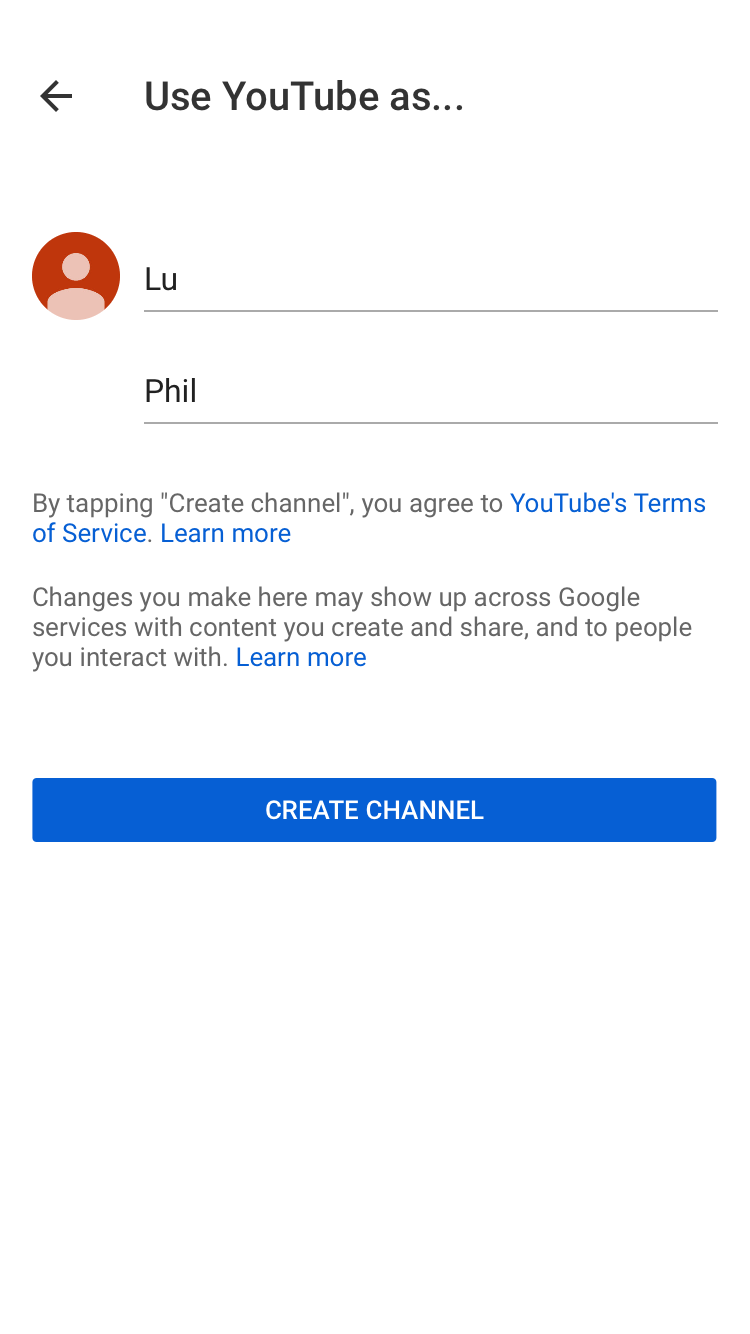 Use YouTube as...
Lu
Phil
By tapping "Create channel", you agree to YouTube's Terms
of Service. Learn more
Changes you make here may show up across Google
services with content you create and share, and to people
you interact with. Learn more
CREATE CHANNEL